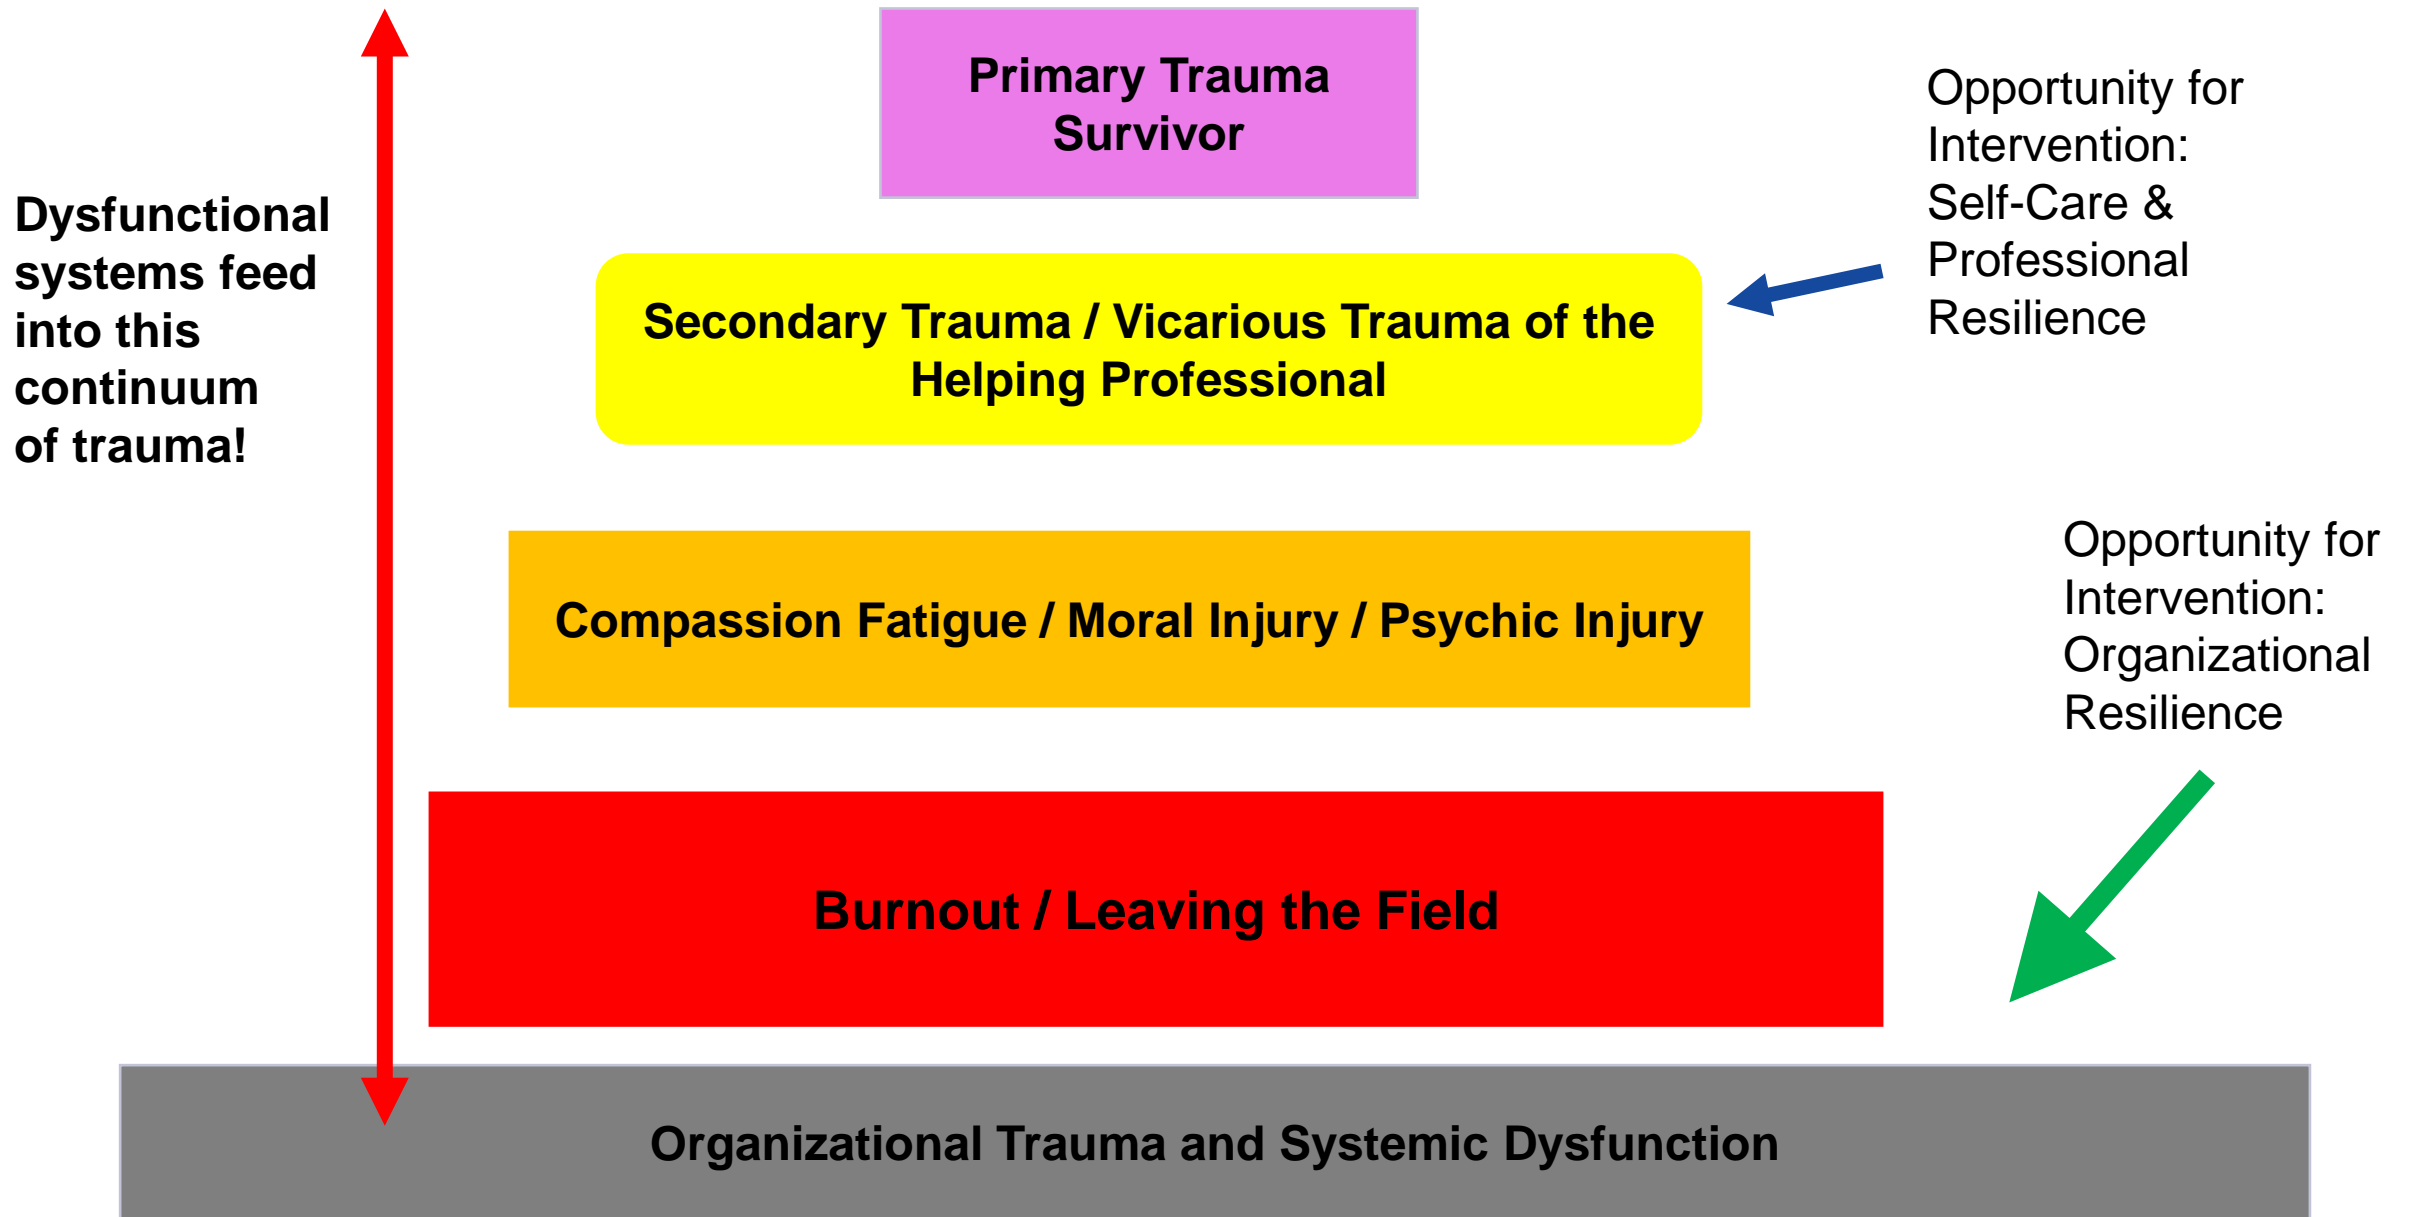 Primary Trauma
Survivor
Opportunity for
Intervention:
Self-Care &
Professional
Resilience
Dysfunctional
systems feed
into this
continuum
of trauma!
Secondary Trauma / Vicarious Trauma of the
Helping Professional
Compassion Fatigue / Moral Injury / Psychic Injury
Opportunity for
Intervention:
Organizational
Resilience
Burnout / Leaving the Field
Organizational Trauma and Systemic Dysfunction